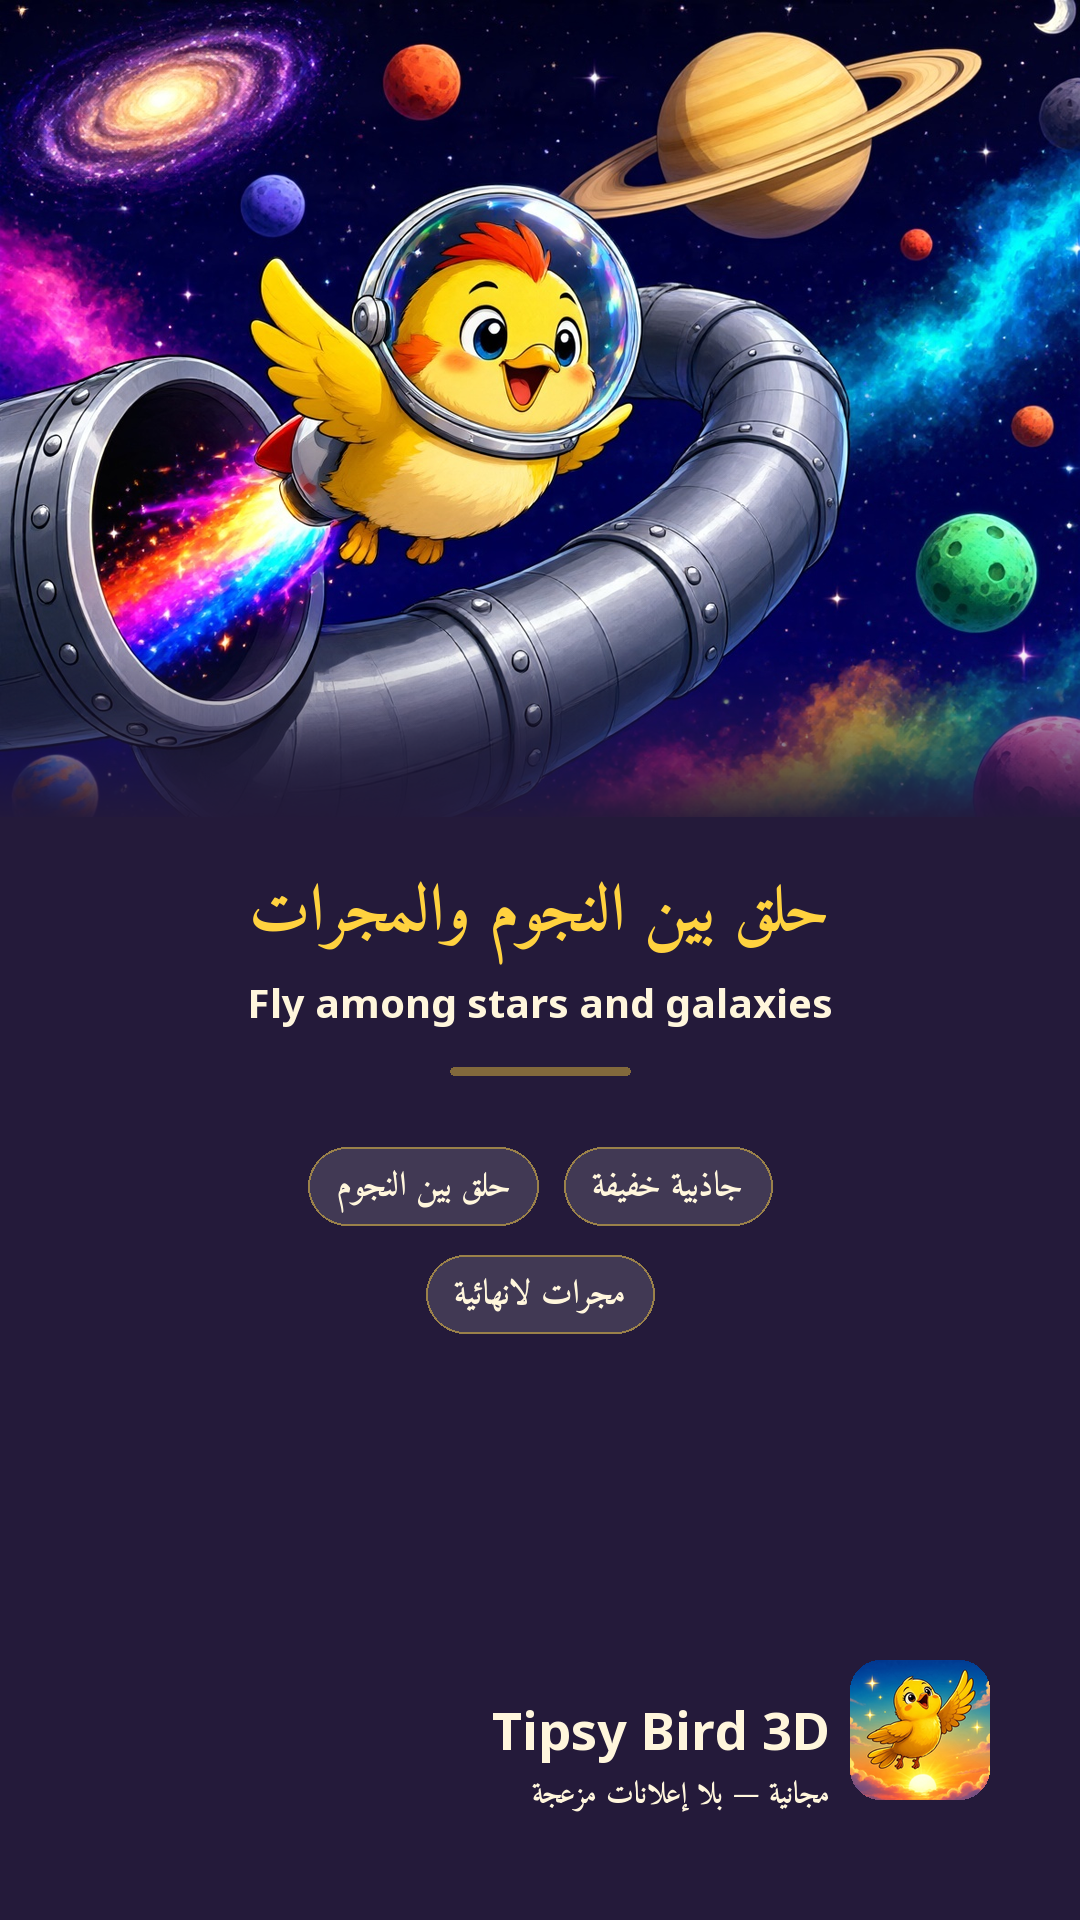 حلق بين النجوم والمجرات
Fly among stars and galaxies
جاذبية خفيفة
حلق بين النجوم
مجرات لانهائية
Tipsy Bird 3D
مجانية — بلا إعلانات مزعجة